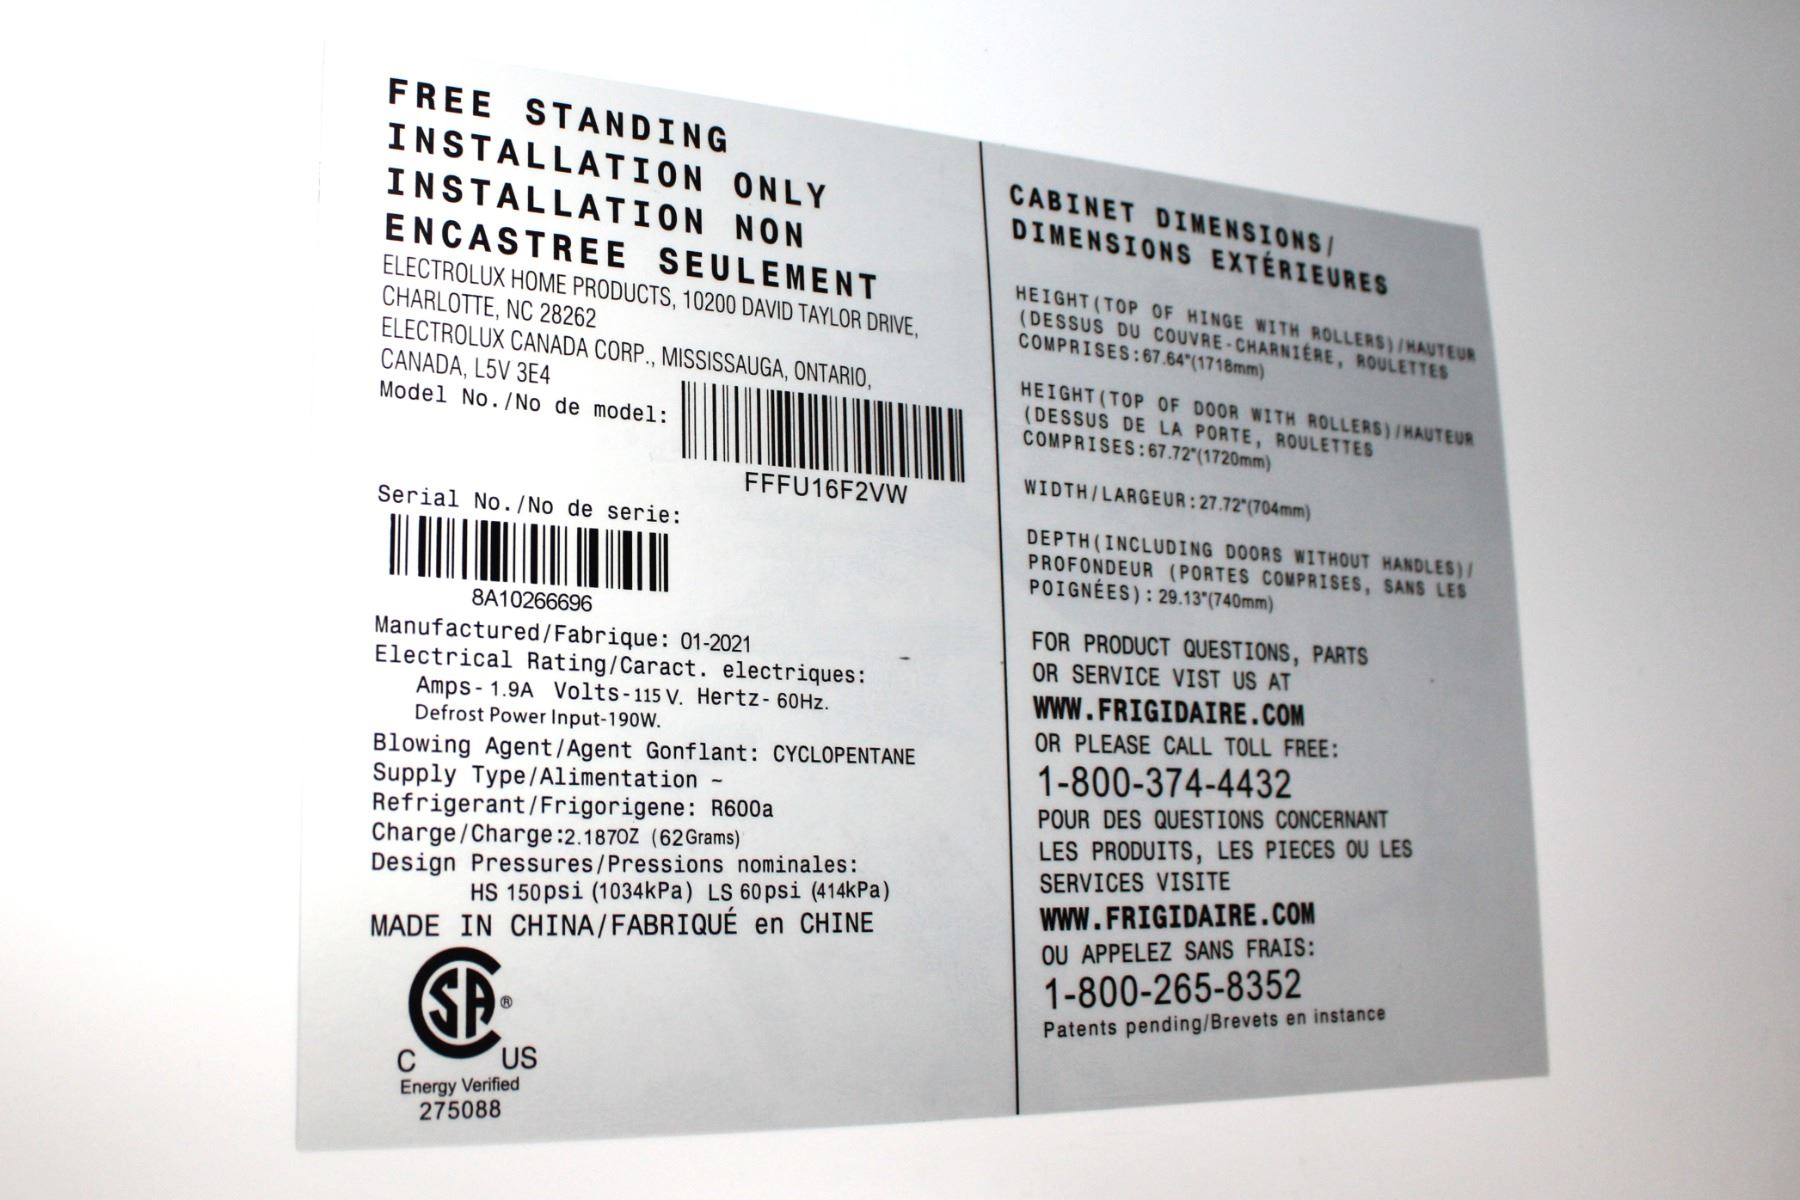 FREE STANDING
INSTALLATION ONLY
INSTALLATION NON
ENCASTREE SEULEMENT
ELECTROLUX HOME PRODUCTS, 10200 DAVID TAYLOR DRIVE,
CHARLOTTE, NC 28262
ELECTROLUX CANADA CORP., MISSISSAUGA, ONTARIO,
CANADA, L5V 3E4
Model No./No de model:
FFFU16F2VW
Serial No./No de serie:
8A10266696
Manufactured/Fabrique: 01-2021
Electrical Rating/Caract. electriques:
Amps- 1.9A Volts-115 V. Hertz- 60Hz.
Defrost Power Input-190W.
Blowing Agent/Agent Gonflant: CYCLOPENTANE
Supply Type/Alimentation ~
Refrigerant/Frigorigene: R600a
Charge/Charge:2.187OZ (62Grams)
Design Pressures/Pressions nominales:
HS 150psi (1034kPa) LS 60psi (414kPa)
MADE IN CHINA/FABRIQUÉ en CHINE
CSA®
C US
Energy Verified
275088
CABINET DIMENSIONS/
DIMENSIONS EXTÉRIEURES
HEIGHT(TOP OF HINGE WITH ROLLERS)/HAUTEUR
(DESSUS DU COUVRE-CHARNIÉRE, ROULETTES
COMPRISES:67.64"(1718mm)
HEIGHT(TOP OF DOOR WITH ROLLERS)/HAUTEUR
(DESSUS DE LA PORTE, ROULETTES
COMPRISES:67.72"(1720mm)
WIDTH/LARGEUR:27.72"(704mm)
DEPTH(INCLUDING DOORS WITHOUT HANDLES)/
PROFONDEUR (PORTES COMPRISES, SANS LES
POIGNÉES):29.13"(740mm)
FOR PRODUCT QUESTIONS, PARTS
OR SERVICE VIST US AT
WWW.FRIGIDAIRE.COM
OR PLEASE CALL TOLL FREE:
1-800-374-4432
POUR DES QUESTIONS CONCERNANT
LES PRODUITS, LES PIECES OU LES
SERVICES VISITE
WWW.FRIGIDAIRE.COM
OU APPELEZ SANS FRAIS:
1-800-265-8352
Patents pending/Brevets en instance